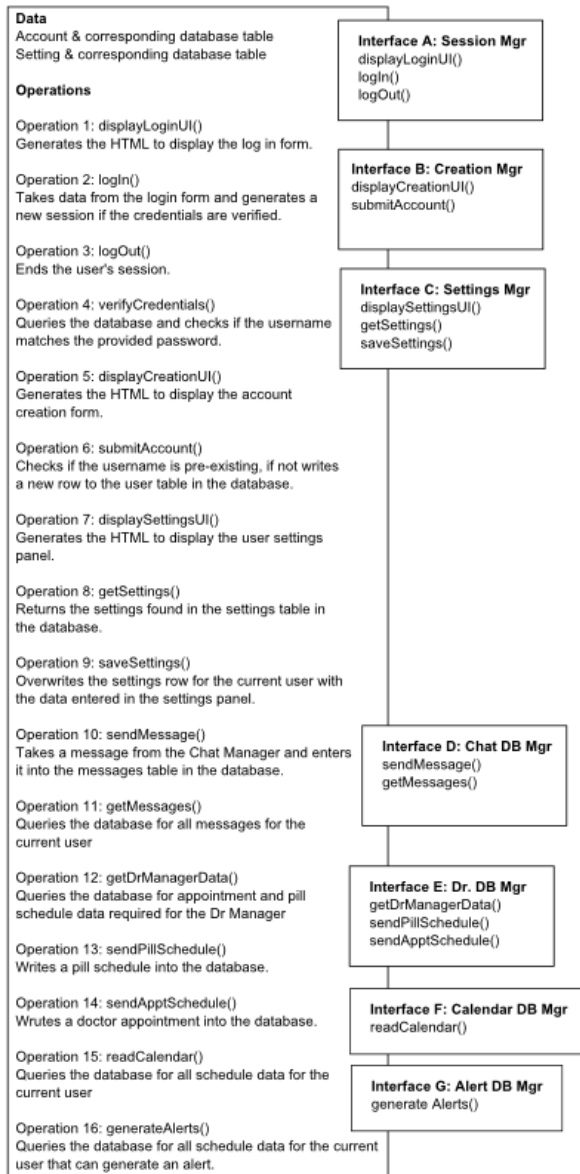 Data
Account & corresponding database table
Setting & corresponding database table
Operations
Operation 1: displayLoginUI()
Generates the HTML to display the log in form.
Operation 2: logIn()
Takes data from the login form and generates a
new session if the credentials are verified.
Operation 3: logOut()
Ends the user's session.
Operation 4: verifyCredentials()
Queries the database and checks if the username
matches the provided password.
Operation 5: displayCreationUI()
Generates the HTML to display the account
creation form.
Operation 6: submitAccount()
Checks if the username is pre-existing, if not writes
a new row to the user table in the database.
Operation 7: displaySettingsUI()
Generates the HTML to display the user settings
panel.
Operation 8: getSettings()
Returns the settings found in the settings table in
the database.
Operation 9: saveSettings()
Overwrites the settings row for the current user with
the data entered in the settings panel.
Operation 10: sendMessage()
Takes a message from the Chat Manager and enters
it into the messages table in the database.
Operation 11: getMessages()
Queries the database for all messages for the
current user
Operation 12: getDrManagerData()
Queries the database for appointment and pill
schedule data required for the Dr Manager
Operation 13: sendPillSchedule()
Writes a pill schedule into the database.
Operation 14: sendApptSchedule()
Wrutes a doctor appointment into the database.
Operation 15: readCalendar()
Queries the database for all schedule data for the
current user
Operation 16: generateAlerts()
Queries the database for all schedule data for the current
user that can generate an alert.
Interface A: Session Mgr
displayLoginUI()
logIn()
logOut()
Interface B: Creation Mgr
displayCreationUI()
submitAccount()
Interface C: Settings Mgr
displaySettingsUI()
getSettings()
saveSettings()
Interface D: Chat DB Mgr
sendMessage()
getMessages()
Interface E: Dr. DB Mgr
getDrManagerData()
sendPillSchedule()
sendApptSchedule()
Interface F: Calendar DB Mgr
readCalendar()
Interface G: Alert DB Mgr
generate Alerts()